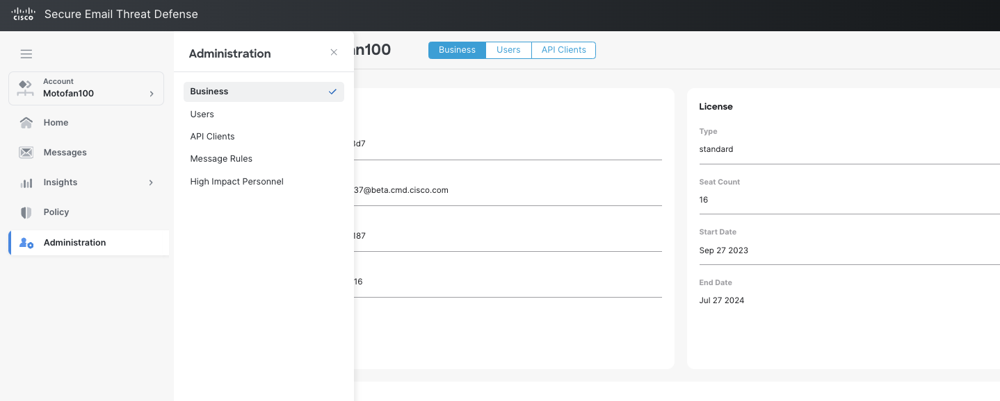 CISCO
Secure Email Threat Defense
Account
Motofan100
Home
Messages
Insights
Policy
Administration
Administration
Business
Users
API Clients
Message Rules
High Impact Personnel
an100
Business
Users
API Clients
3d7
37@beta.cmd.cisco.com
187
16
License
Type
standard
Seat Count
16
Start Date
Sep 27 2023
End Date
Jul 27 2024